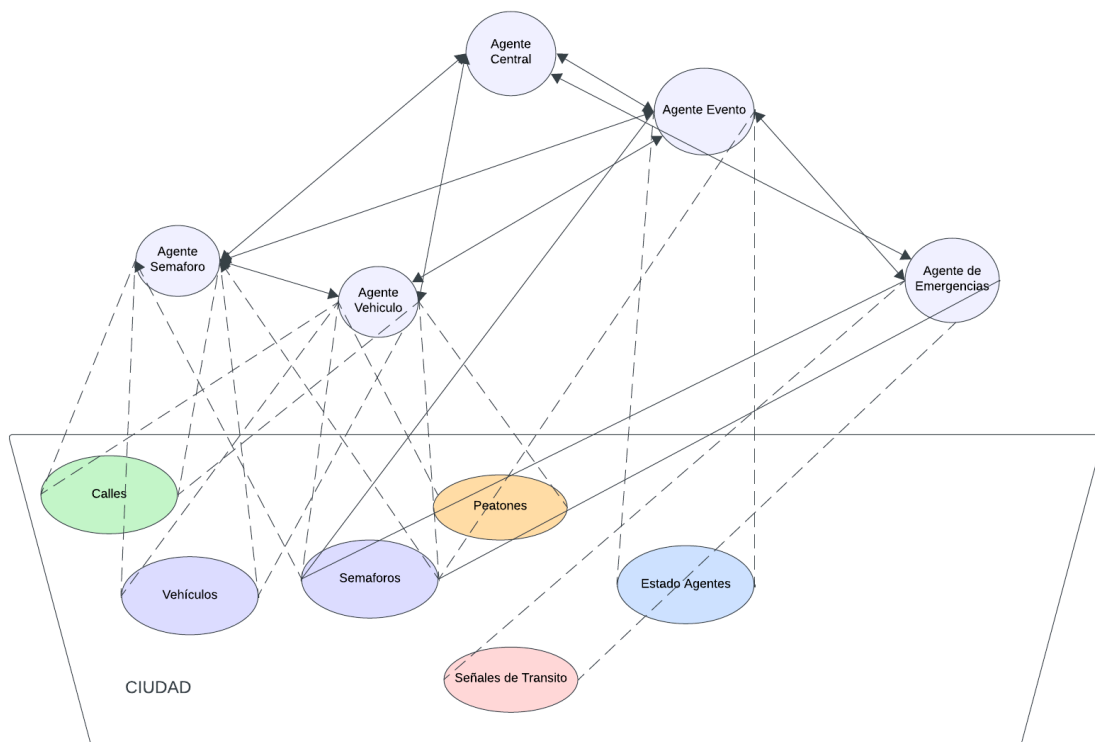 Agente
Central
Agente Evento
Agente
Semaforo
Agente
Vehiculo
Agente de
Emergencias
Calles
Peatones
Vehículos
Semaforos
Estado Agentes
Señales de Transito
CIUDAD